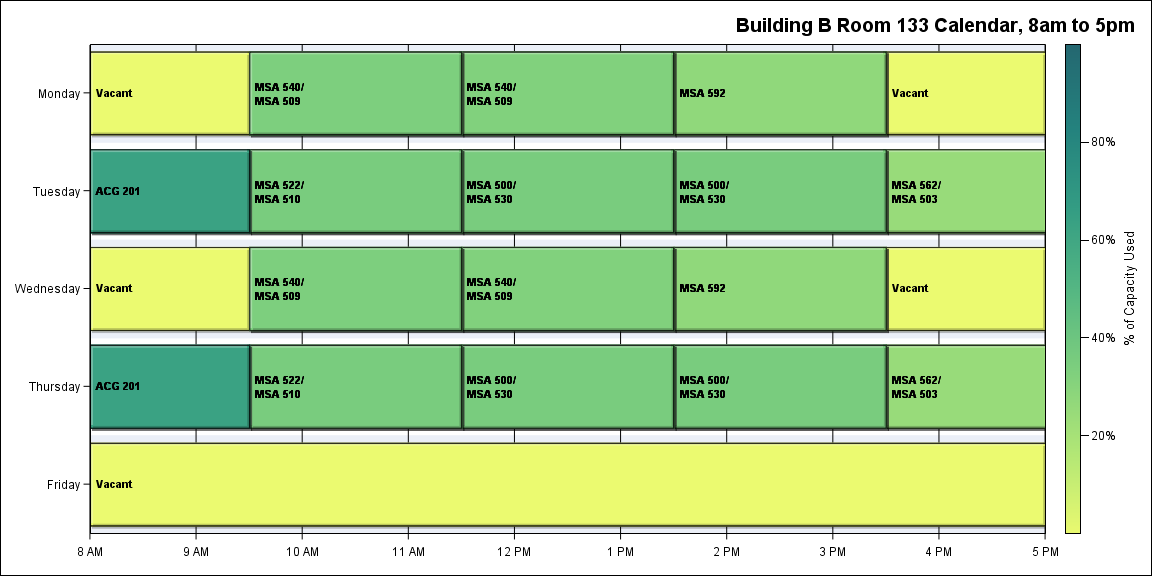 Building B Room 133 Calendar, 8am to 5pm
Monday
Vacant
MSA 540/
MSA 509
MSA 540/
MSA 509
MSA 592
Vacant
Tuesday
ACG 201
MSA 522/
MSA 510
MSA 500/
MSA 530
MSA 500/
MSA 530
MSA 562/
MSA 503
Wednesday
Vacant
MSA 540/
MSA 509
MSA 540/
MSA 509
MSA 592
Vacant
Thursday
ACG 201
MSA 522/
MSA 510
MSA 500/
MSA 530
MSA 500/
MSA 530
MSA 562/
MSA 503
Friday
Vacant
8 AM
9 AM
10 AM
11 AM
12 PM
1 PM
2 PM
3 PM
4 PM
5 PM
80%
60%
40%
20%
% of Capacity Used